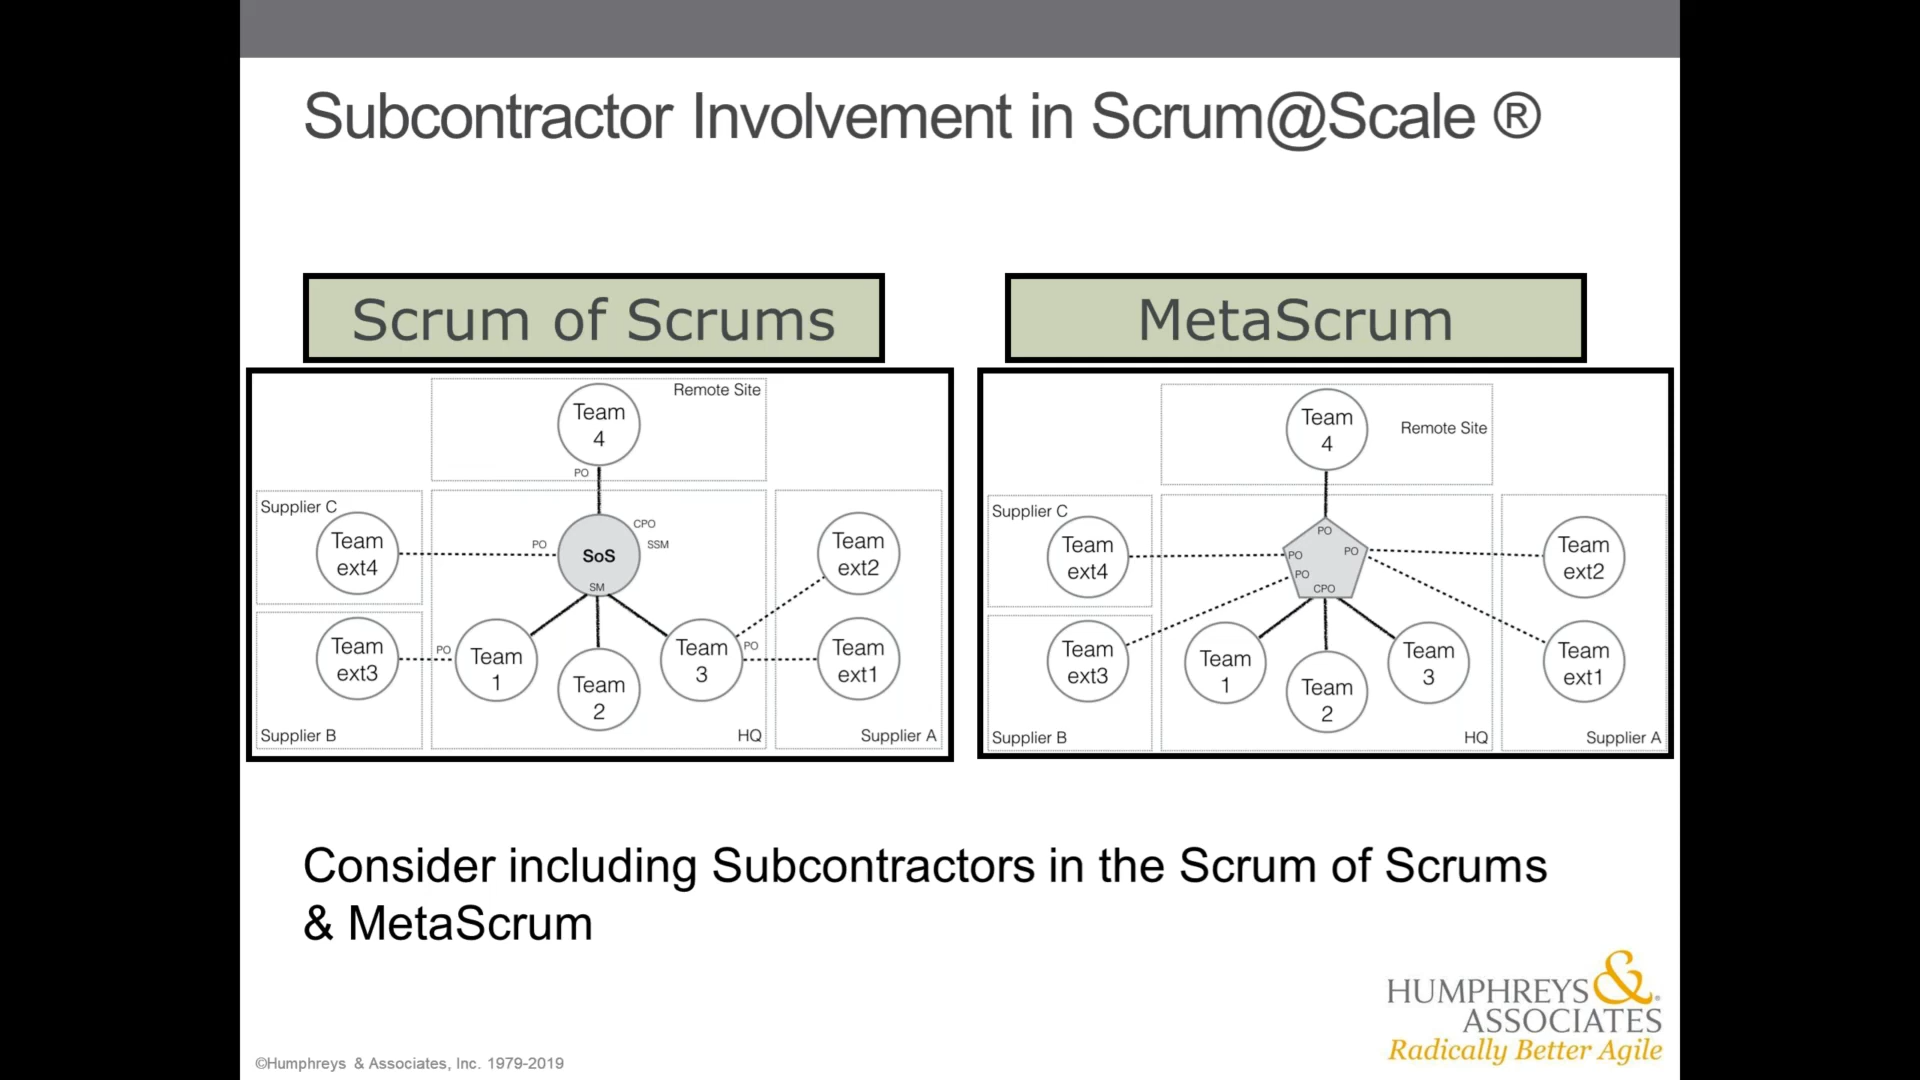 Subcontractor Involvement in Scrum@Scale ®
Scrum of Scrums
Remote Site
Team
4
PO
Supplier C
Team
ext4
PO
SoS
CPO
SSM
SM
Team
ext2
Team
ext3
PO
Team
1
Team
2
Team
3
PO
Team
ext1
Supplier B
HQ
Supplier A
MetaScrum
Team
4
Remote Site
Supplier C
Team
ext4
PO
PO
PO
PO
CPO
Team
ext2
Team
ext3
Team
1
Team
2
Team
3
Team
ext1
Supplier B
HQ
Supplier A
Consider including Subcontractors in the Scrum of Scrums
& MetaScrum
HUMPHREYS &®
ASSOCIATES
Radically Better Agile
©Humphreys & Associates, Inc. 1979-2019